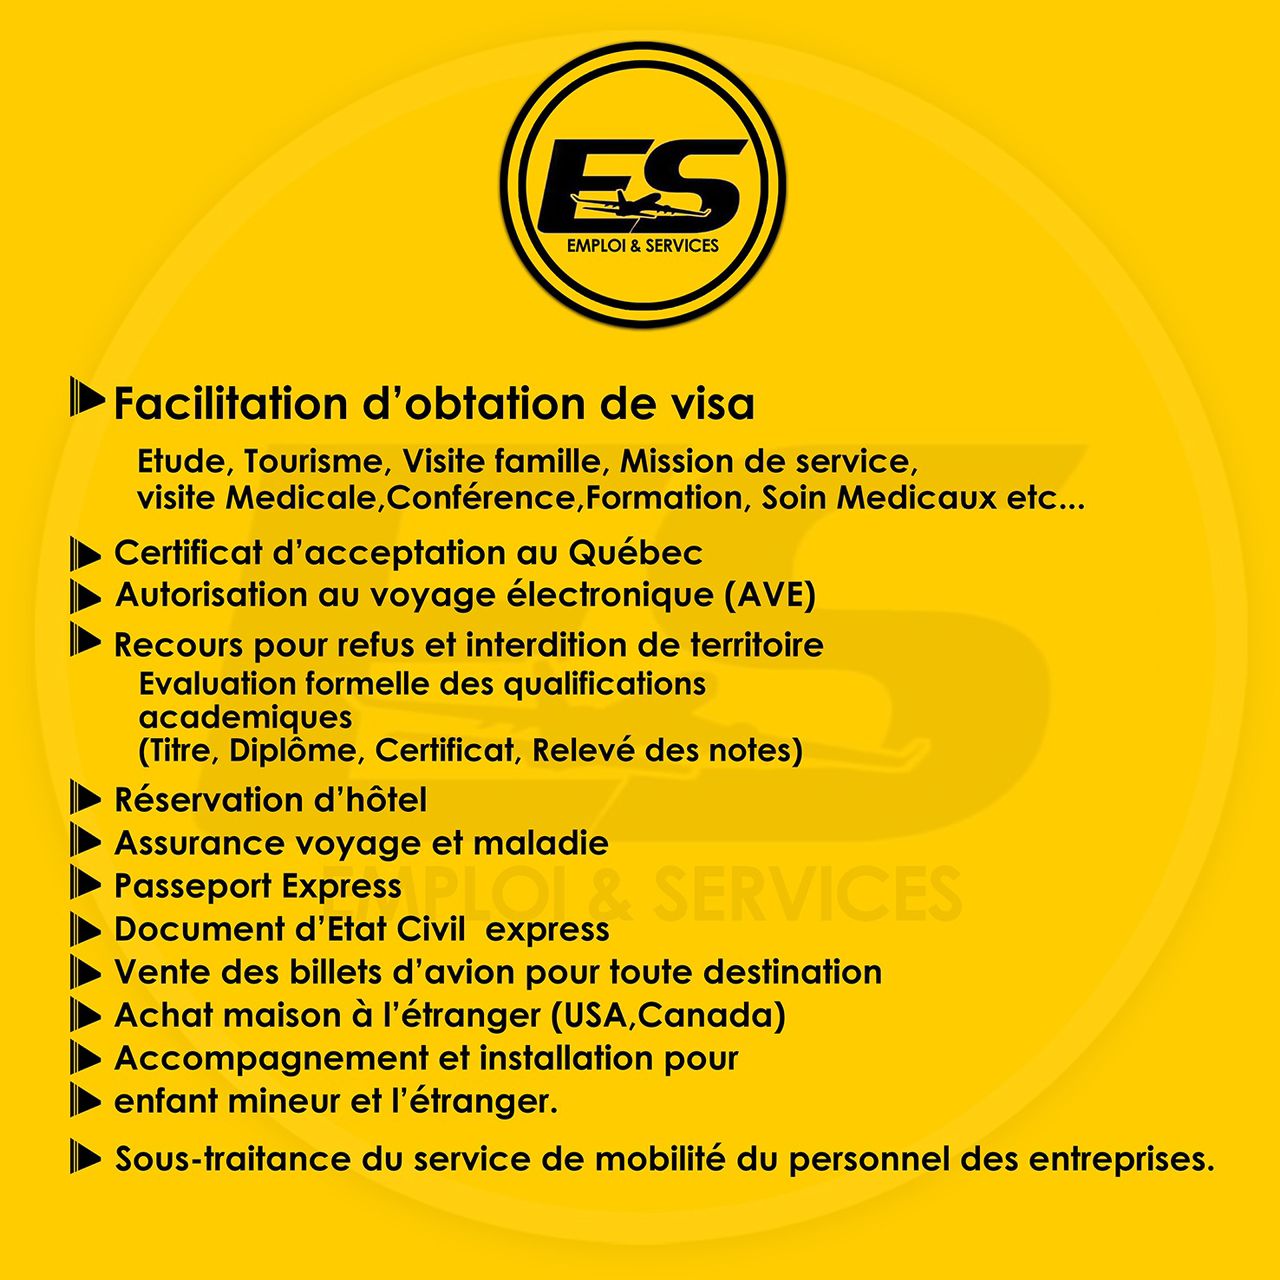 ES
EMPLOI & SERVICES
Facilitation d'obtation de visa
Etude, Tourisme, Visite famille, Mission de service,
visite Medicale,Conférence,Formation, Soin Medicaux etc...
Certificat d'acceptation au Québec
Autorisation au voyage électronique (AVE)
Recours pour refus et interdition de territoire
Evaluation formelle des qualifications
academiques
(Titre, Diplôme, Certificat, Relevé des notes)
Réservation d'hôtel
Assurance voyage et maladie
Passeport Express
Document d'Etat Civil express
Vente des billets d'avion pour toute destination
Achat maison à l'étranger (USA,Canada)
Accompagnement et installation pour
enfant mineur et l'étranger.
Sous-traitance du service de mobilité du personnel des entreprises.
ES
EMPLOI & SERVICES